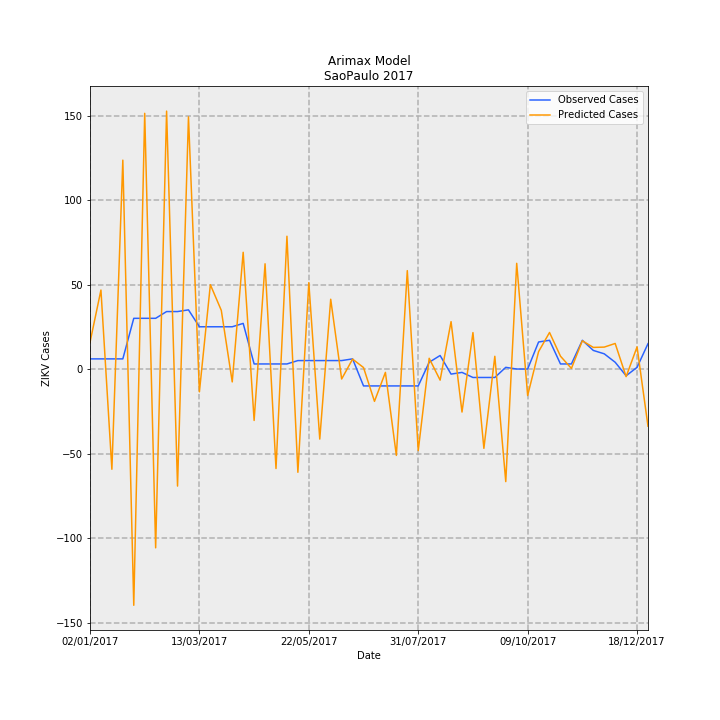 Arimax Model
SaoPaulo 2017
Observed Cases
Predicted Cases
150
100
50
0
−50
−100
−150
ZIKV Cases
02/01/2017 13/03/2017 22/05/2017 31/07/2017 09/10/2017 18/12/2017
Date